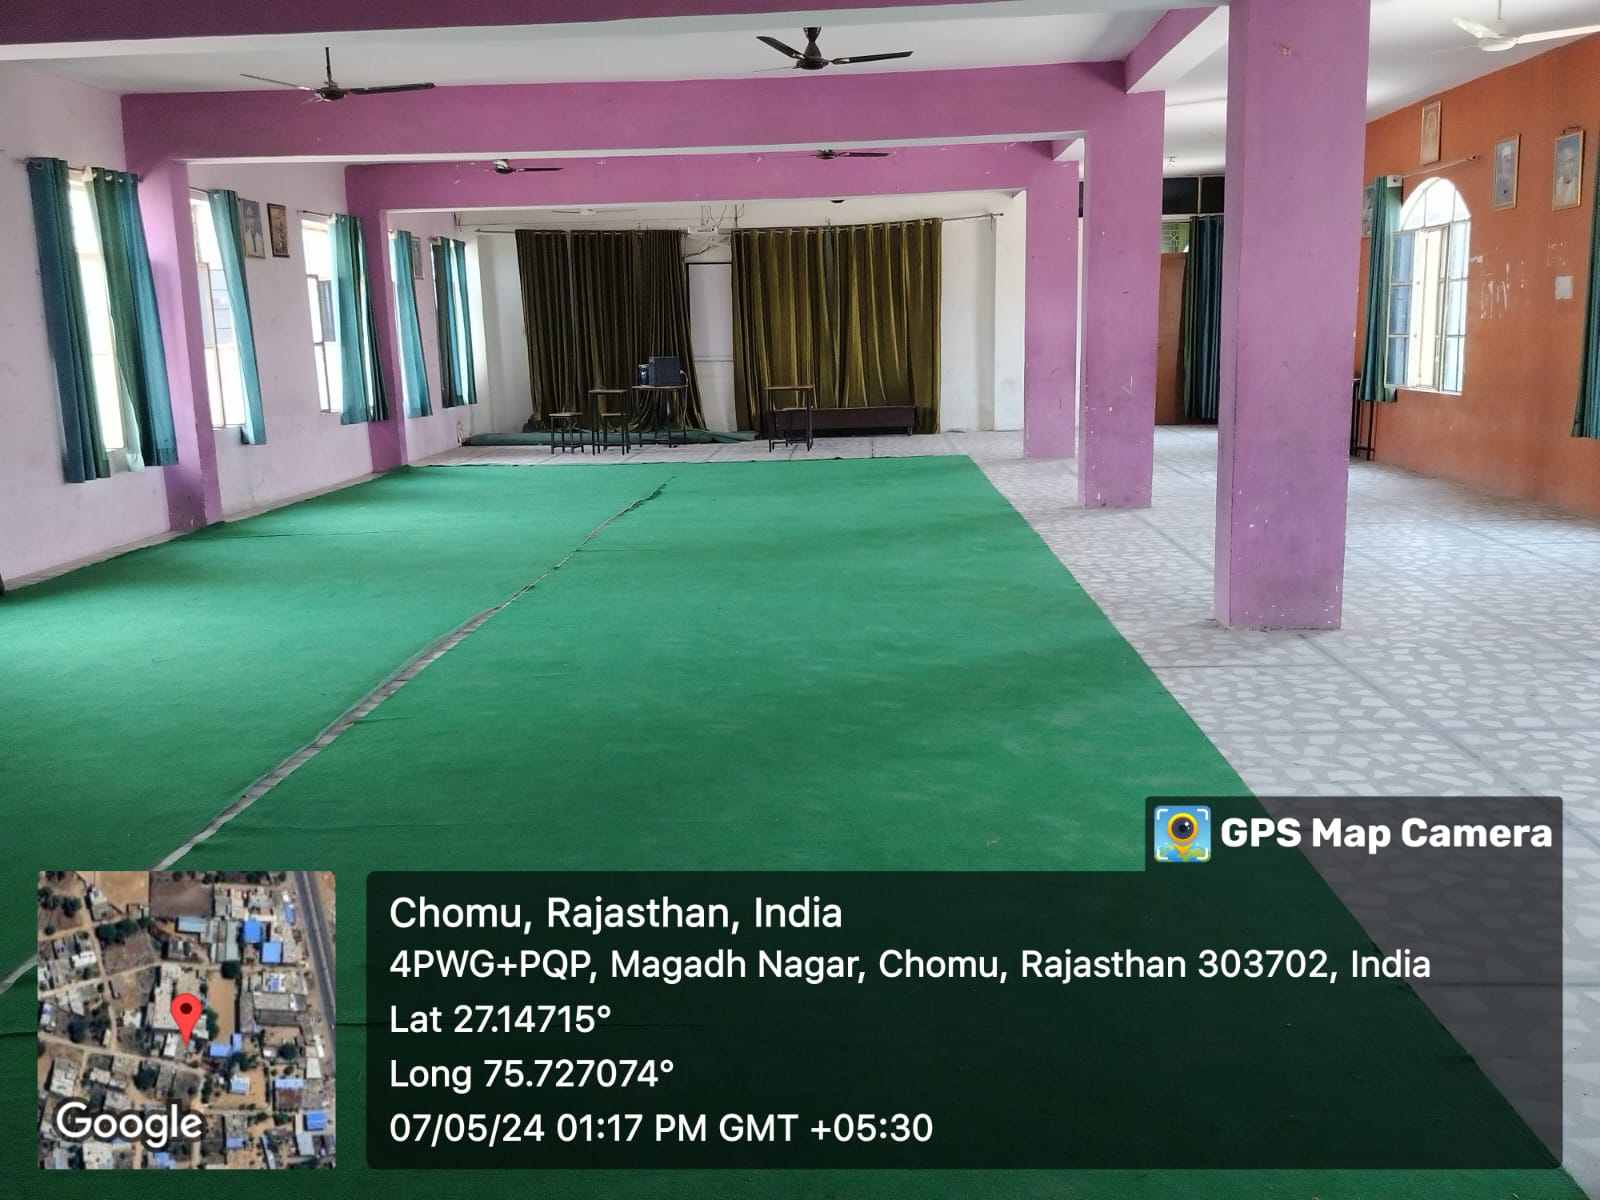 GPS Map Camera
Chomu, Rajasthan, India
4PWG+PQP, Magadh Nagar, Chomu, Rajasthan 303702, India
Lat 27.14715°
Long 75.727074°
07/05/24 01:17 PM GMT +05:30
Google